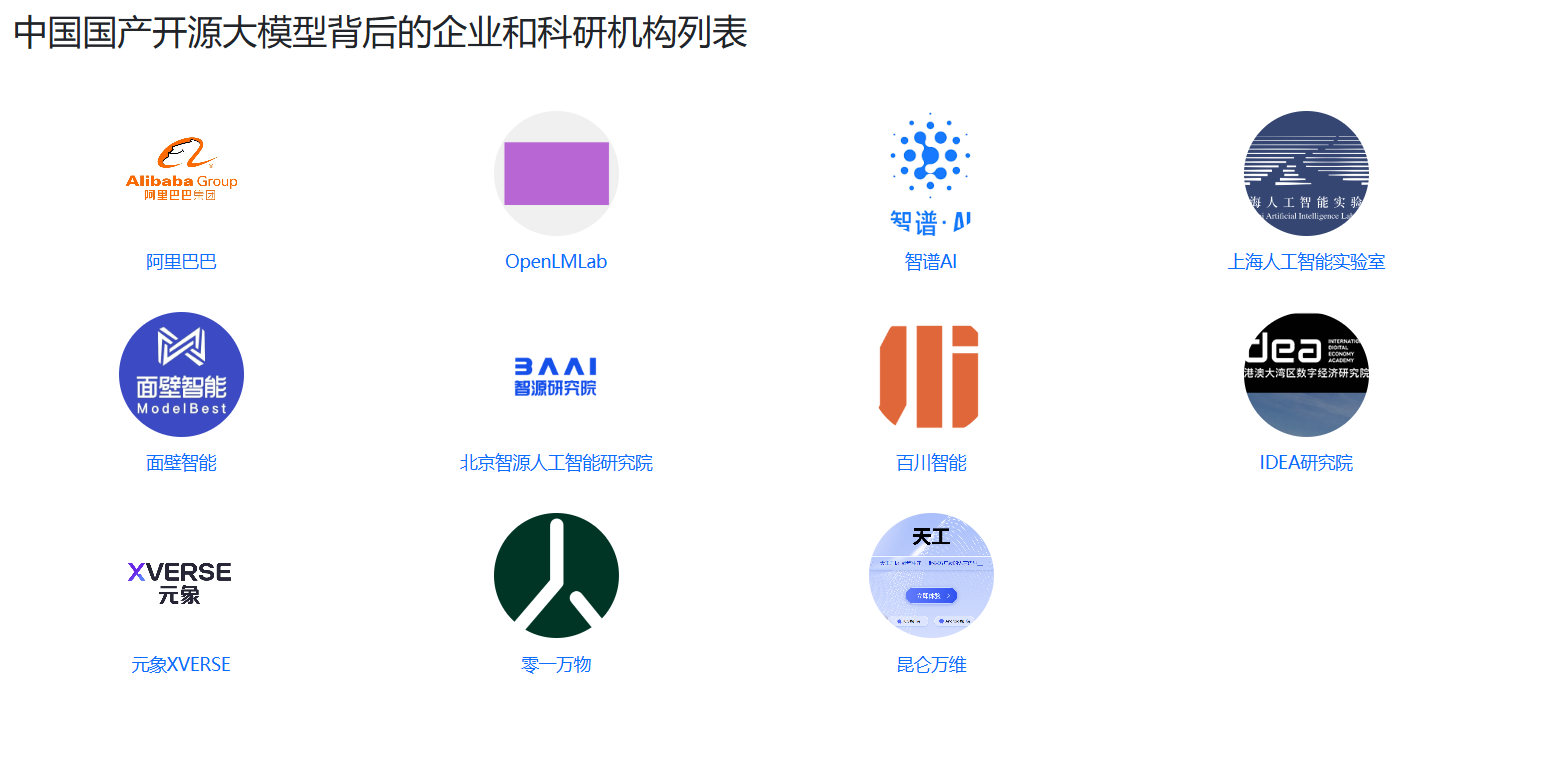 中国国产开源大模型背后的企业和科研机构列表
Alibaba Group
阿里巴巴集团
阿里巴巴
OpenLMLab
智谱·AI
智谱AI
海人工智能实验
i Artificial Intelligence Lab
上海人工智能实验室
面壁智能
ModelBest
面壁智能
BAAI
智源研究院
北京智源人工智能研究院
百川智能
idea
INTERNATIO
DIGITAL
ECONOMY
ACADEMY
港澳大湾区数字经济研究院
IDEA研究院
XVERSE
元象
元象XVERSE
零一万物
天工
立即体验
昆仑万维